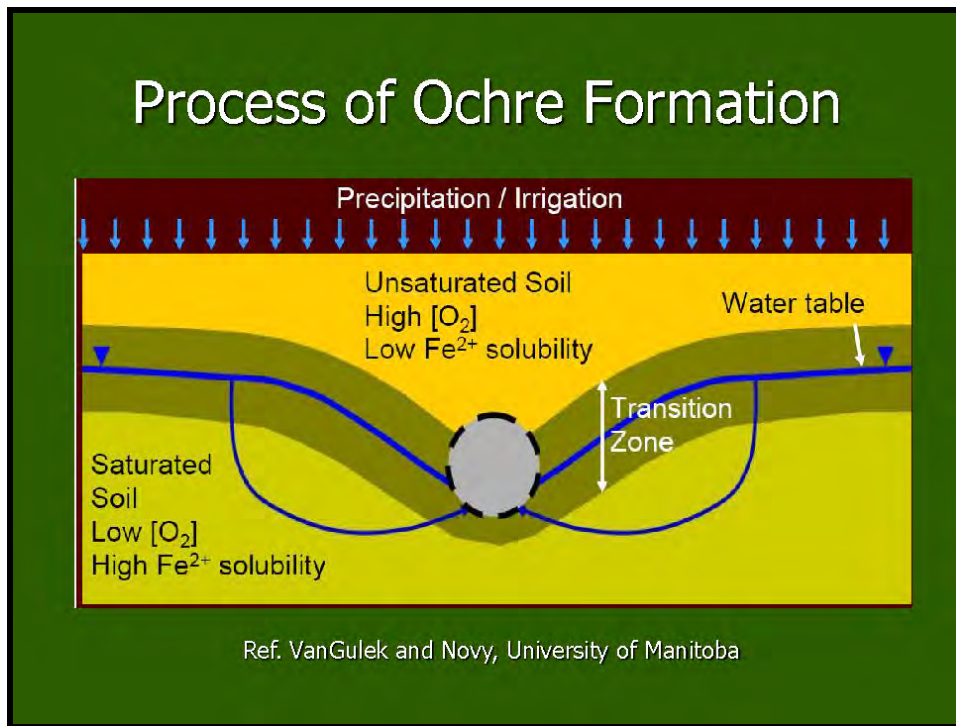 Process of Ochre Formation
Precipitation / Irrigation
Unsaturated Soil
High [O₂]
Low Fe²⁺ solubility
Water table
Transition
Zone
Saturated
Soil
Low [O₂]
High Fe²⁺ solubility
Ref. VanGulek and Novy, University of Manitoba